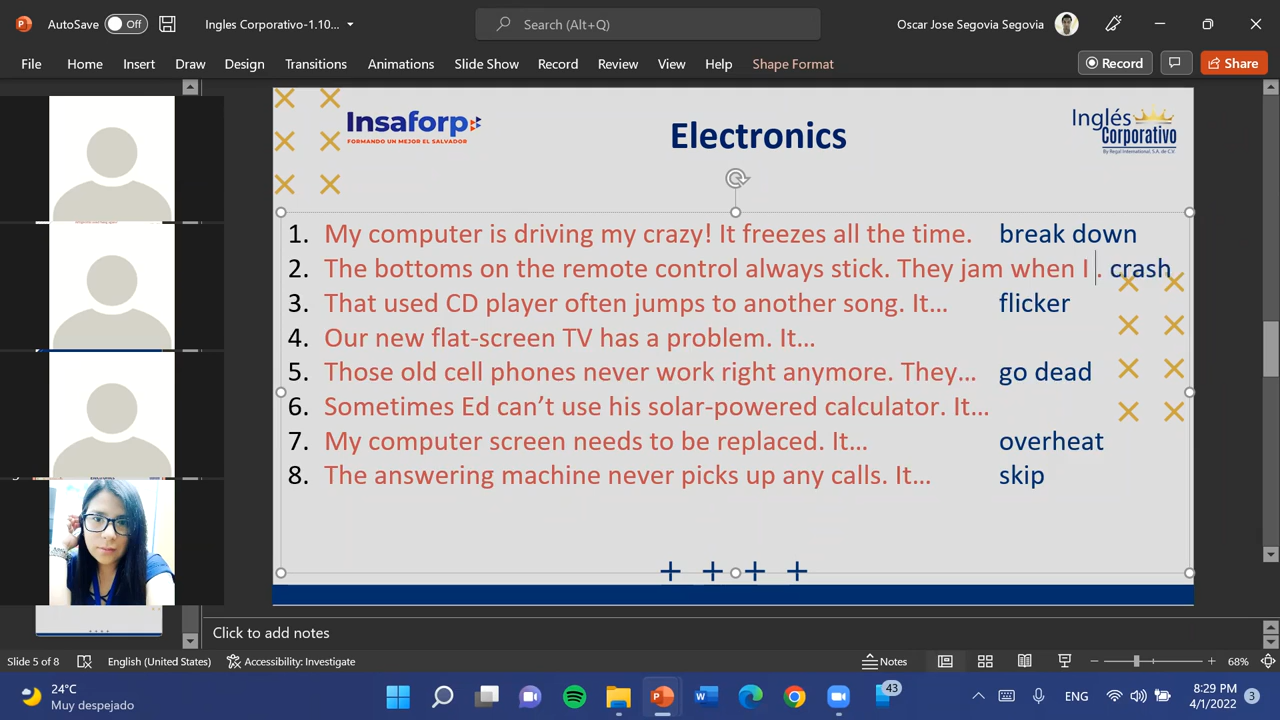 AutoSave Off Ingles Corporativo-1.10... Search (Alt+Q) Oscar Jose Segovia Segovia
File Home Insert Draw Design Transitions Animations Slide Show Record Review View Help Shape Format Record Share
Insaforp
FORMANDO UN MEJOR EL SALVADOR
Electronics
Inglés
Corporativo
By Regal International, S.A. de C.V.
1. My computer is driving my crazy! It freezes all the time. break down
2. The bottoms on the remote control always stick. They jam when I . crash
3. That used CD player often jumps to another song. It... flicker
4. Our new flat-screen TV has a problem. It...
5. Those old cell phones never work right anymore. They... go dead
6. Sometimes Ed can't use his solar-powered calculator. It...
7. My computer screen needs to be replaced. It... overheat
8. The answering machine never picks up any calls. It... skip
Click to add notes
Slide 5 of 8 English (United States) Accessibility: Investigate Notes 68%
24°C
Muy despejado
43
ENG
8:29 PM
4/1/2022
3